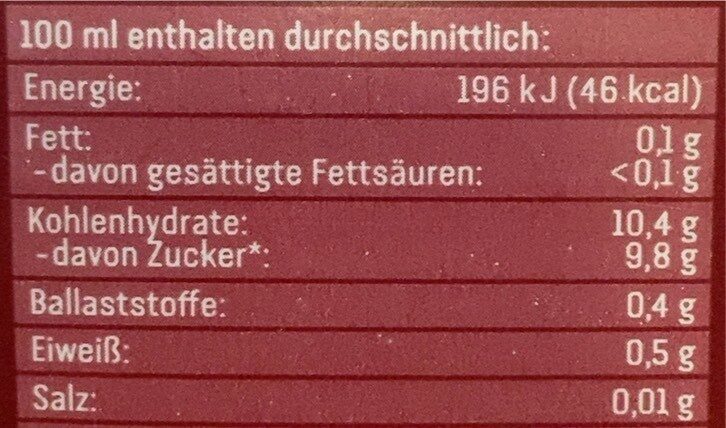 100 ml enthalten durchschnittlich:
Energie: 196 kJ (46 kcal)
Fett: 0,1 g
-davon gesättigte Fettsäuren: <0,1 g
Kohlenhydrate: 10,4 g
-davon Zucker*: 9,8 g
Ballaststoffe: 0,4 g
Eiweiß: 0,5 g
Salz: 0,01 g